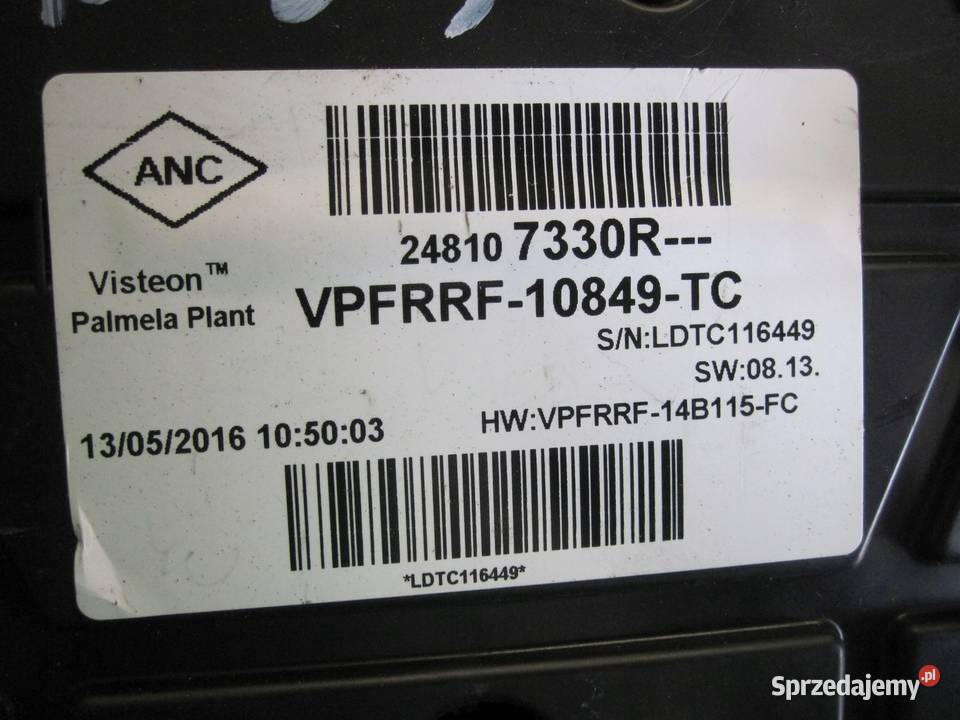 ANC
24810 7330R---
Visteon™
Palmela Plant
VPFRRF-10849-TC
S/N:LDTC116449
SW:08.13.
HW:VPFRRF-14B115-FC
13/05/2016 10:50:03
*LDTC116449*
Sprzedajemy.pl